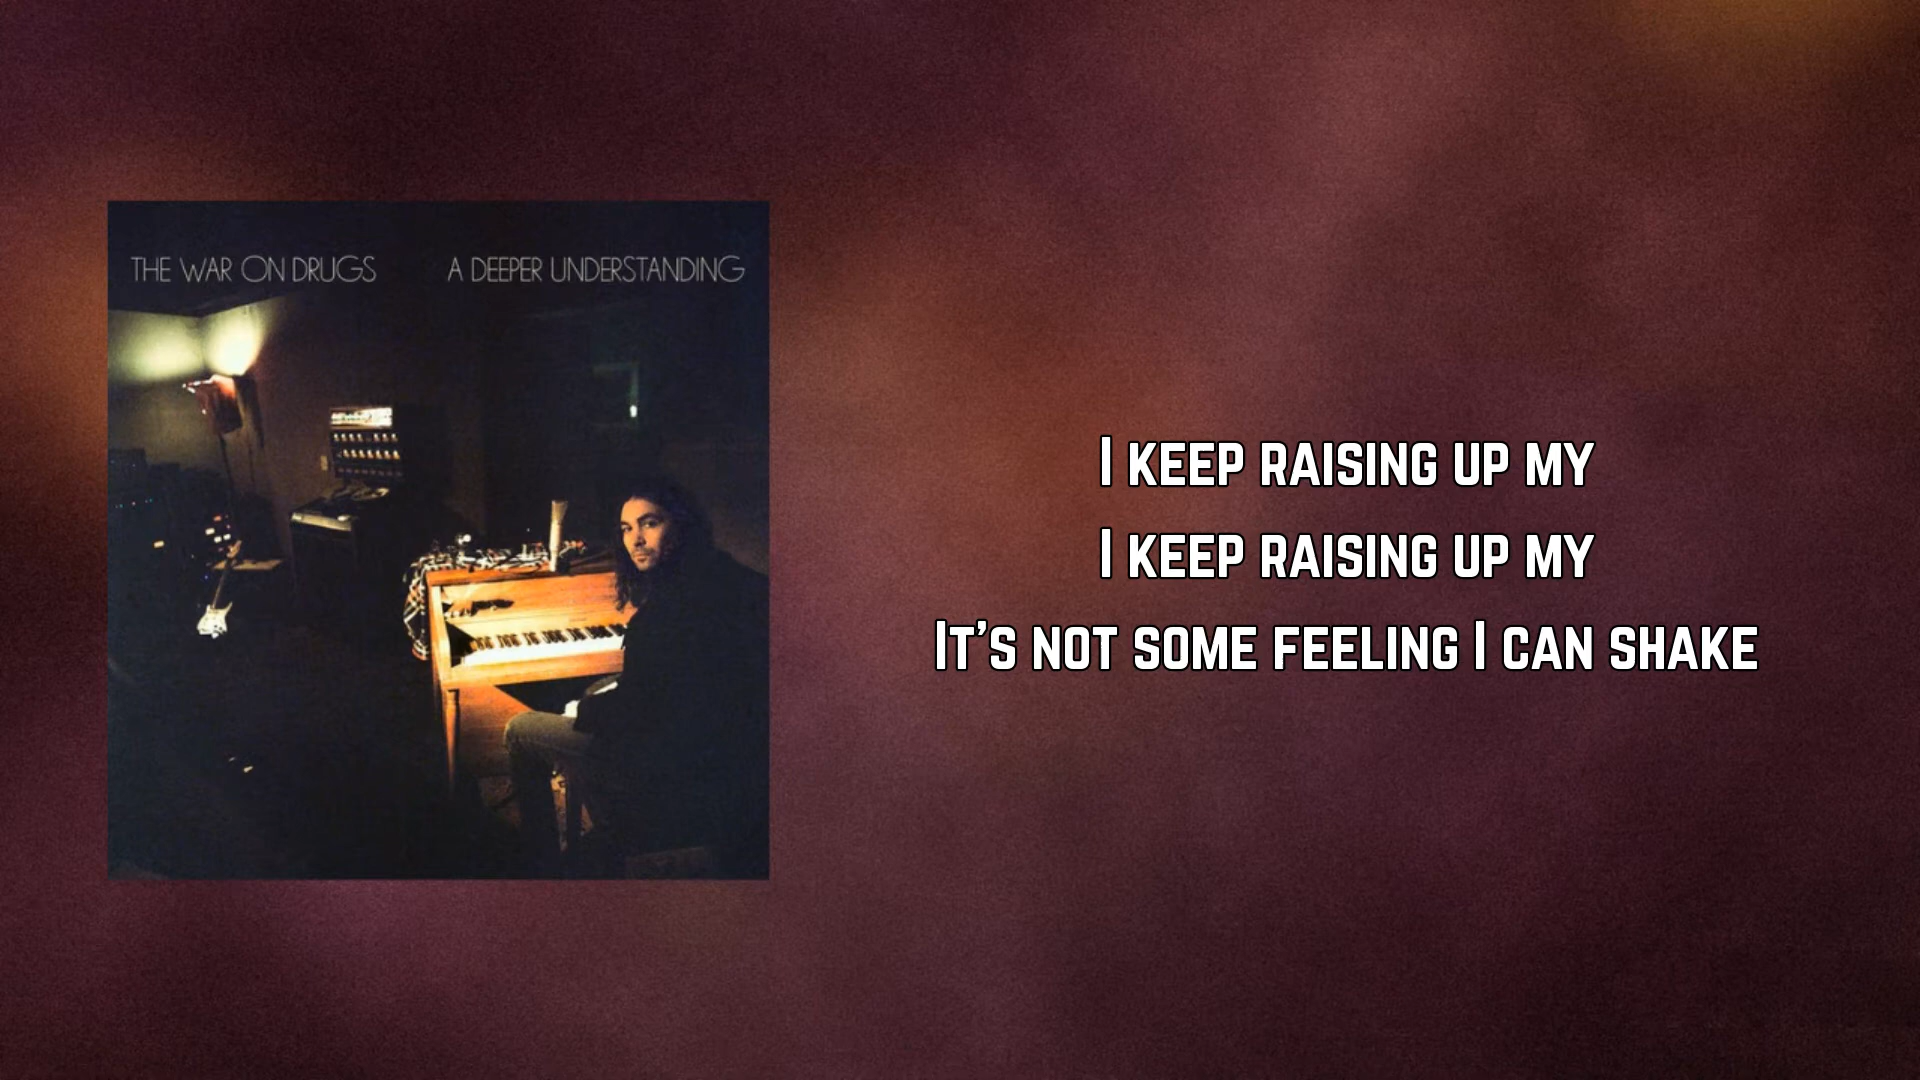 THE WAR ON DRUGS A DEEPER UNDERSTANDING
I KEEP RAISING UP MY
I KEEP RAISING UP MY
IT'S NOT SOME FEELING I CAN SHAKE